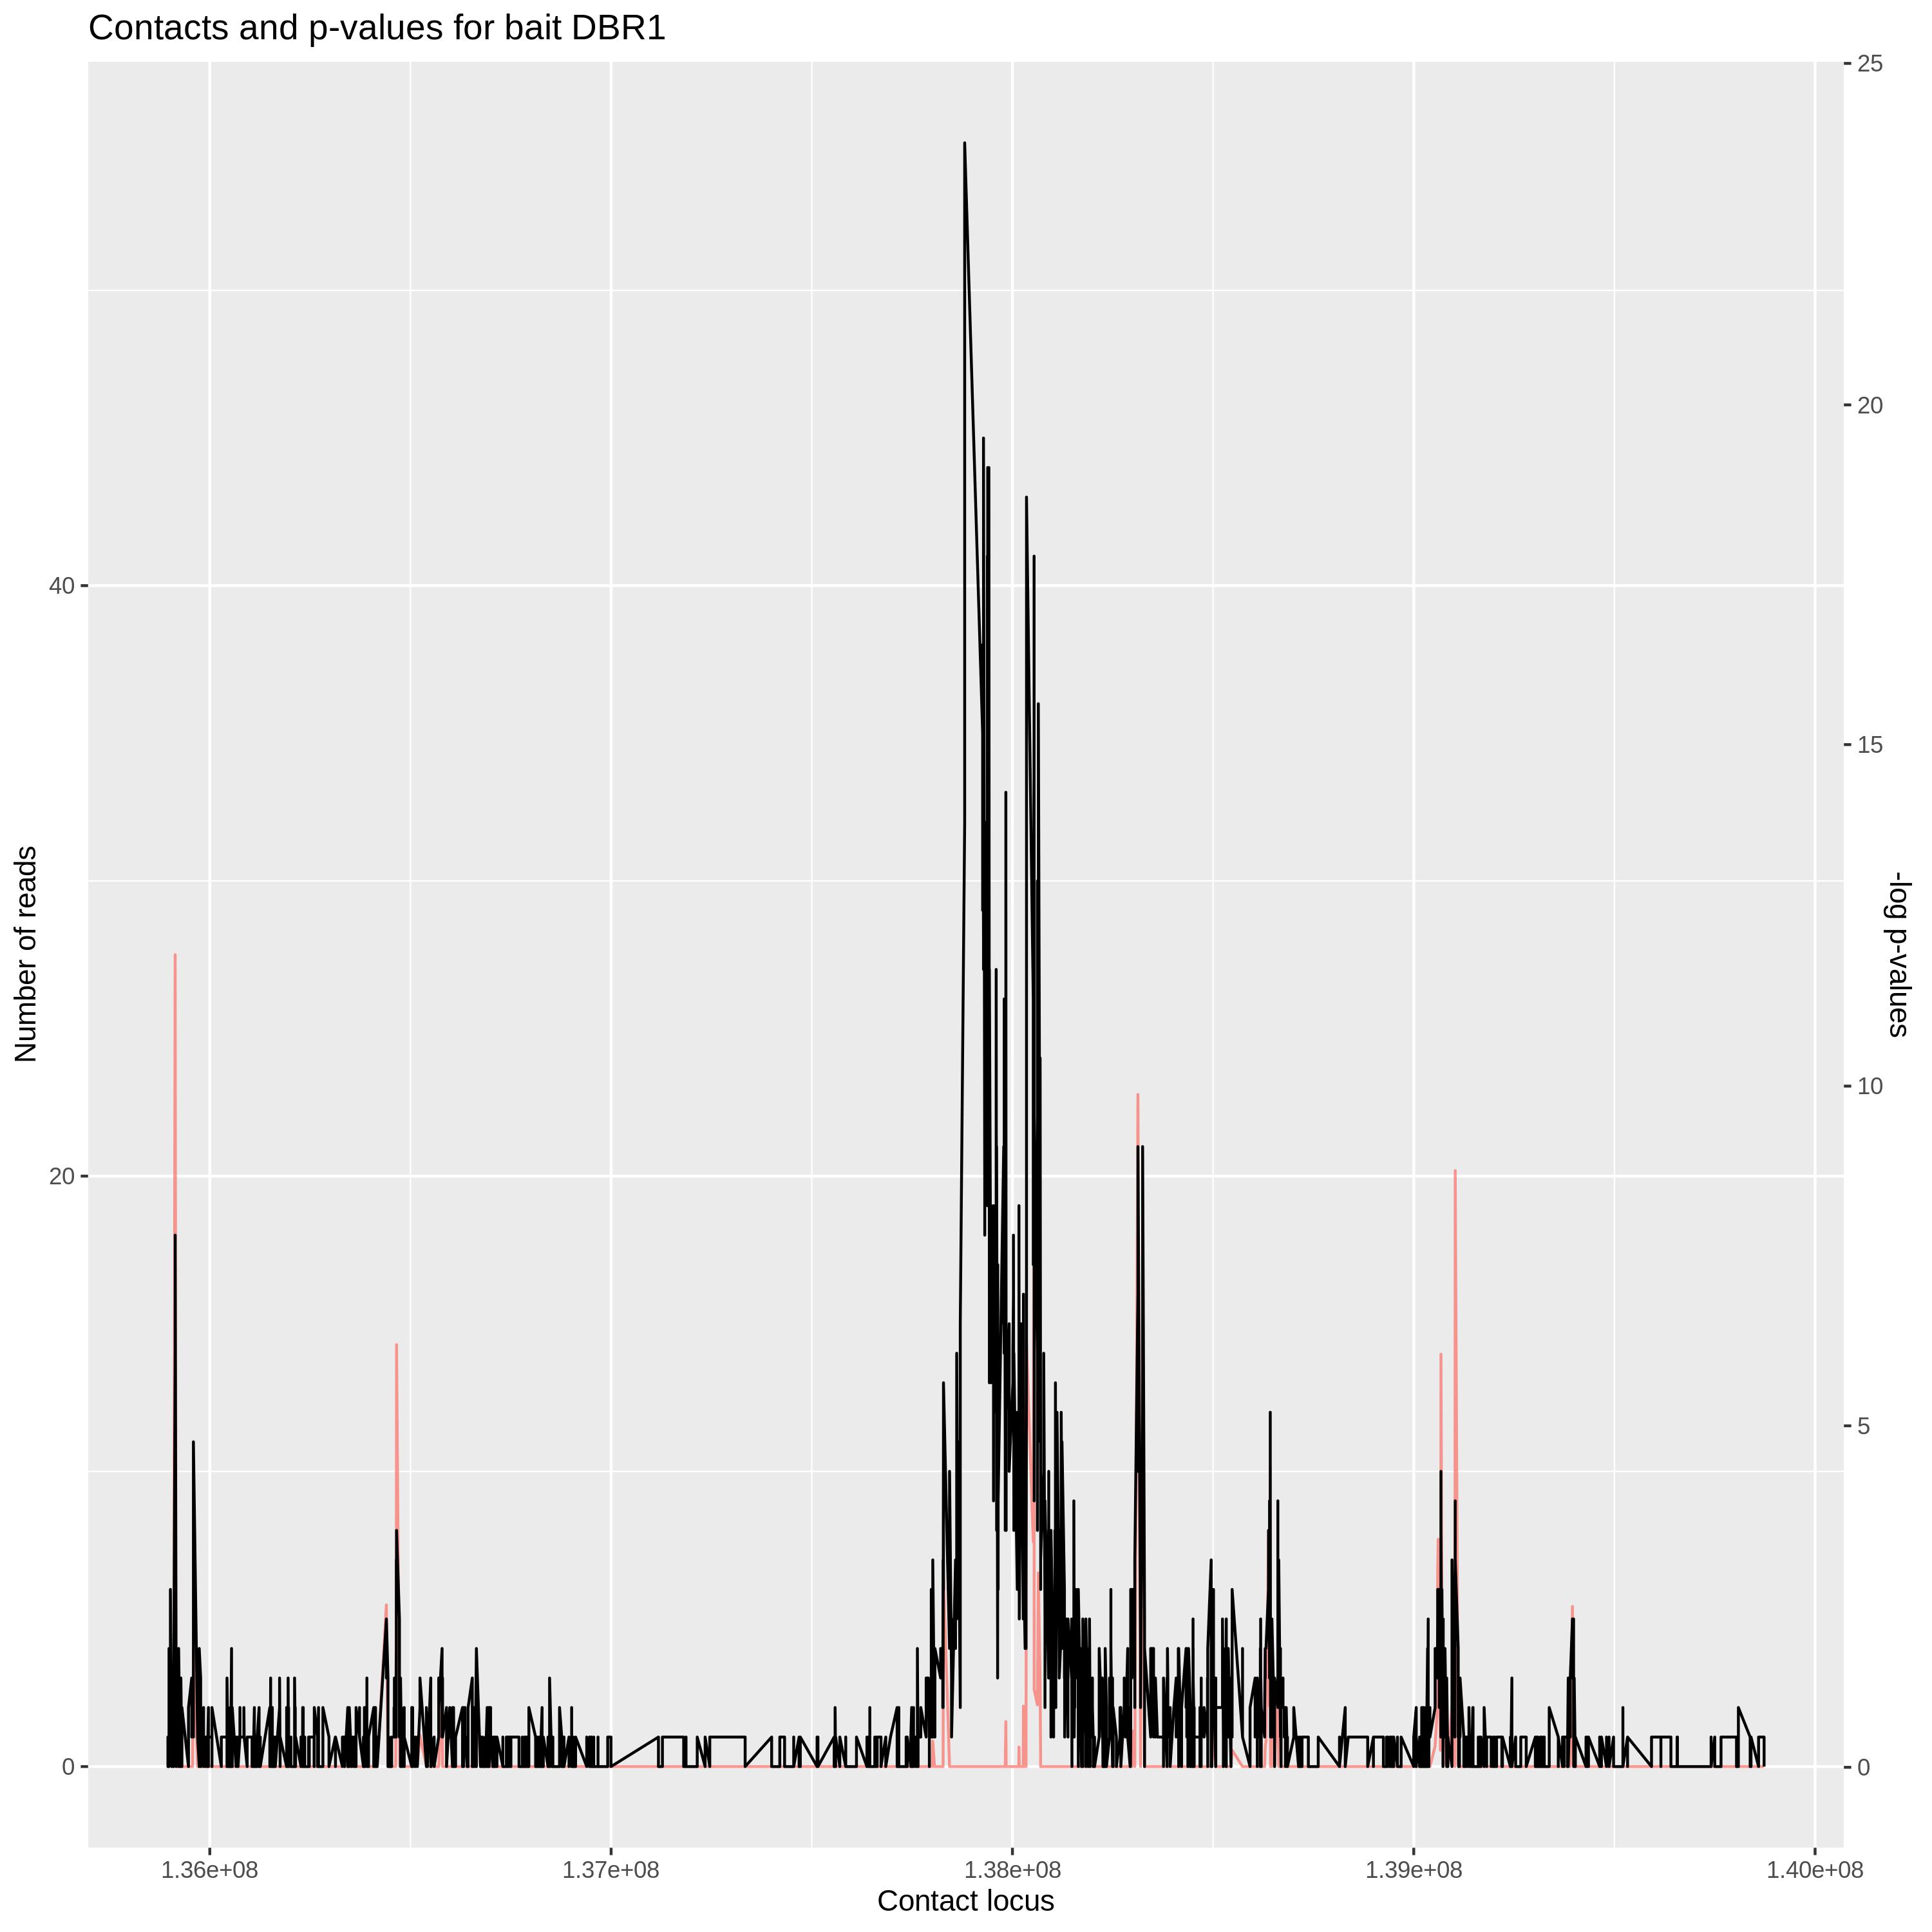 Contacts and p-values for bait DBR1
25
20
15
10
5
0
40
20
0
Number of reads
-log p-values
1.36e+08
1.37e+08
1.38e+08
1.39e+08
1.40e+08
Contact locus